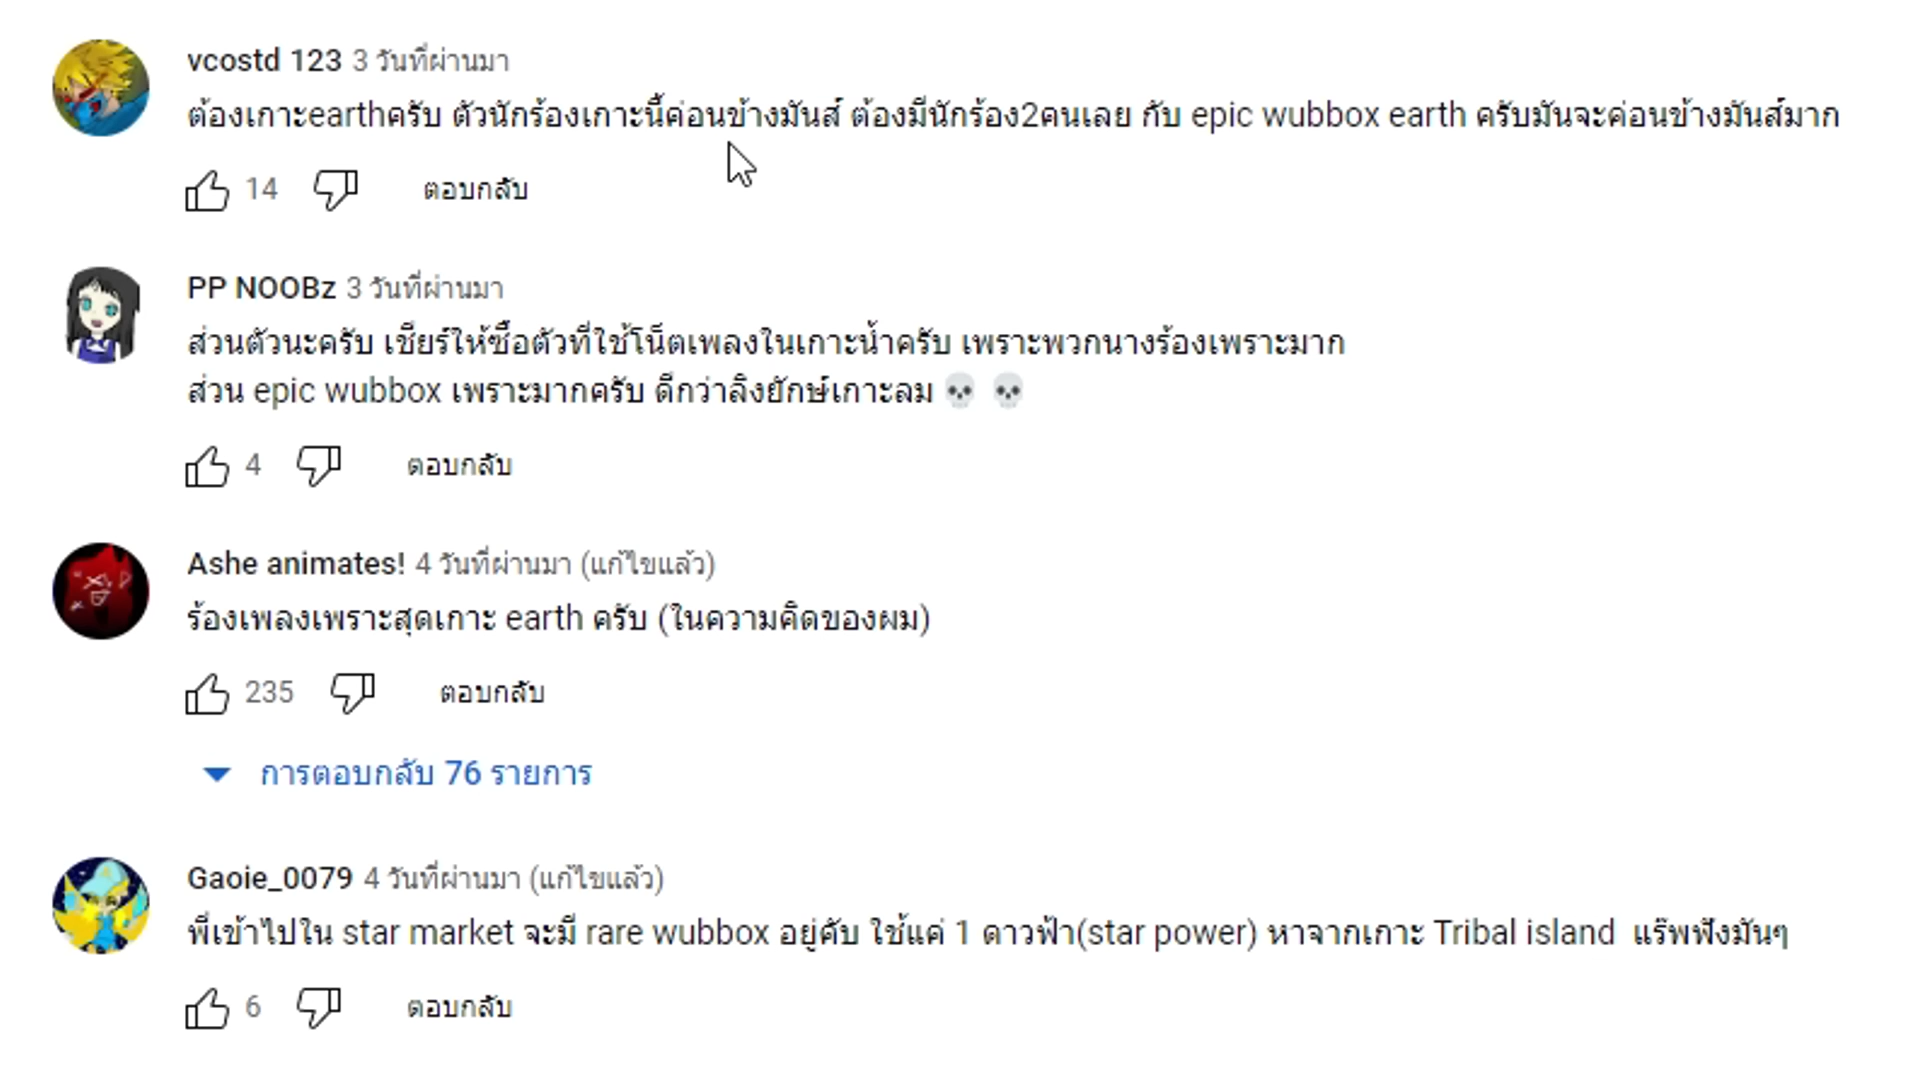 vcostd 123 3 วันที่ผ่านมา
ต้องเกาะearthครับ ตัวนักร้องเกาะนี้ค่อนข้างมันส์ ต้องมีนักร้อง2คนเลย กับ epic wubbox earth ครับมันจะค่อนข้างมันส์มาก
14 ตอบกลับ
PP NOOBz 3 วันที่ผ่านมา
ส่วนตัวนะครับ เชียร์ให้ซื้อตัวที่ใช้โน็ตเพลงในเกาะน้ำครับ เพราะพวกนางร้องเพราะมาก
ส่วน epic wubbox เพราะมากครับ ดีกว่าลิงยักษ์เกาะลม 💀 💀
4 ตอบกลับ
Ashe animates! 4 วันที่ผ่านมา (แก้ไขแล้ว)
ร้องเพลงเพราะสุดเกาะ earth ครับ (ในความคิดของผม)
235 ตอบกลับ
การตอบกลับ 76 รายการ
Gaoie_0079 4 วันที่ผ่านมา (แก้ไขแล้ว)
พี่เข้าไปใน star market จะมี rare wubbox อยู่คับ ใช้แค่ 1 ดาวฟ้า(star power) หาจากเกาะ Tribal island แร๊พฟังมันๆ
6 ตอบกลับ